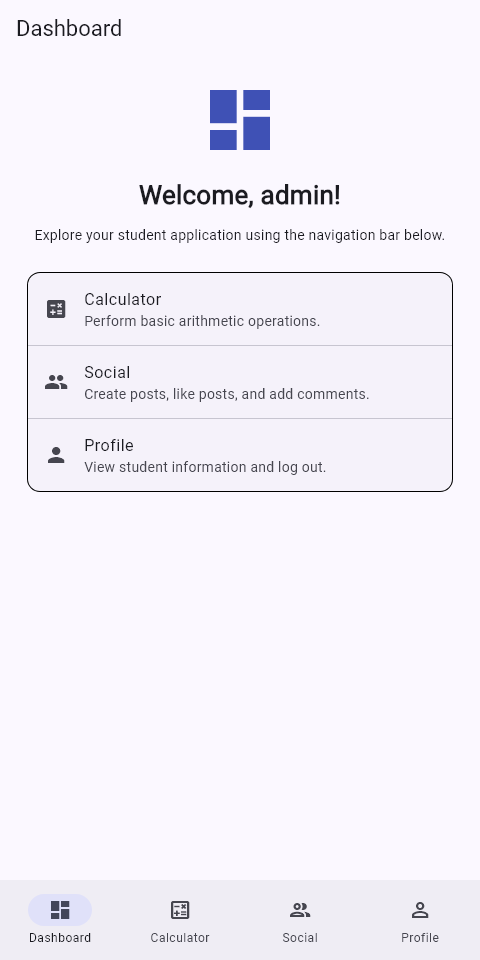 Dashboard
Welcome, admin!
Explore your student application using the navigation bar below.
Calculator
Perform basic arithmetic operations.
Social
Create posts, like posts, and add comments.
Profile
View student information and log out.
Dashboard
Calculator
Social
Profile